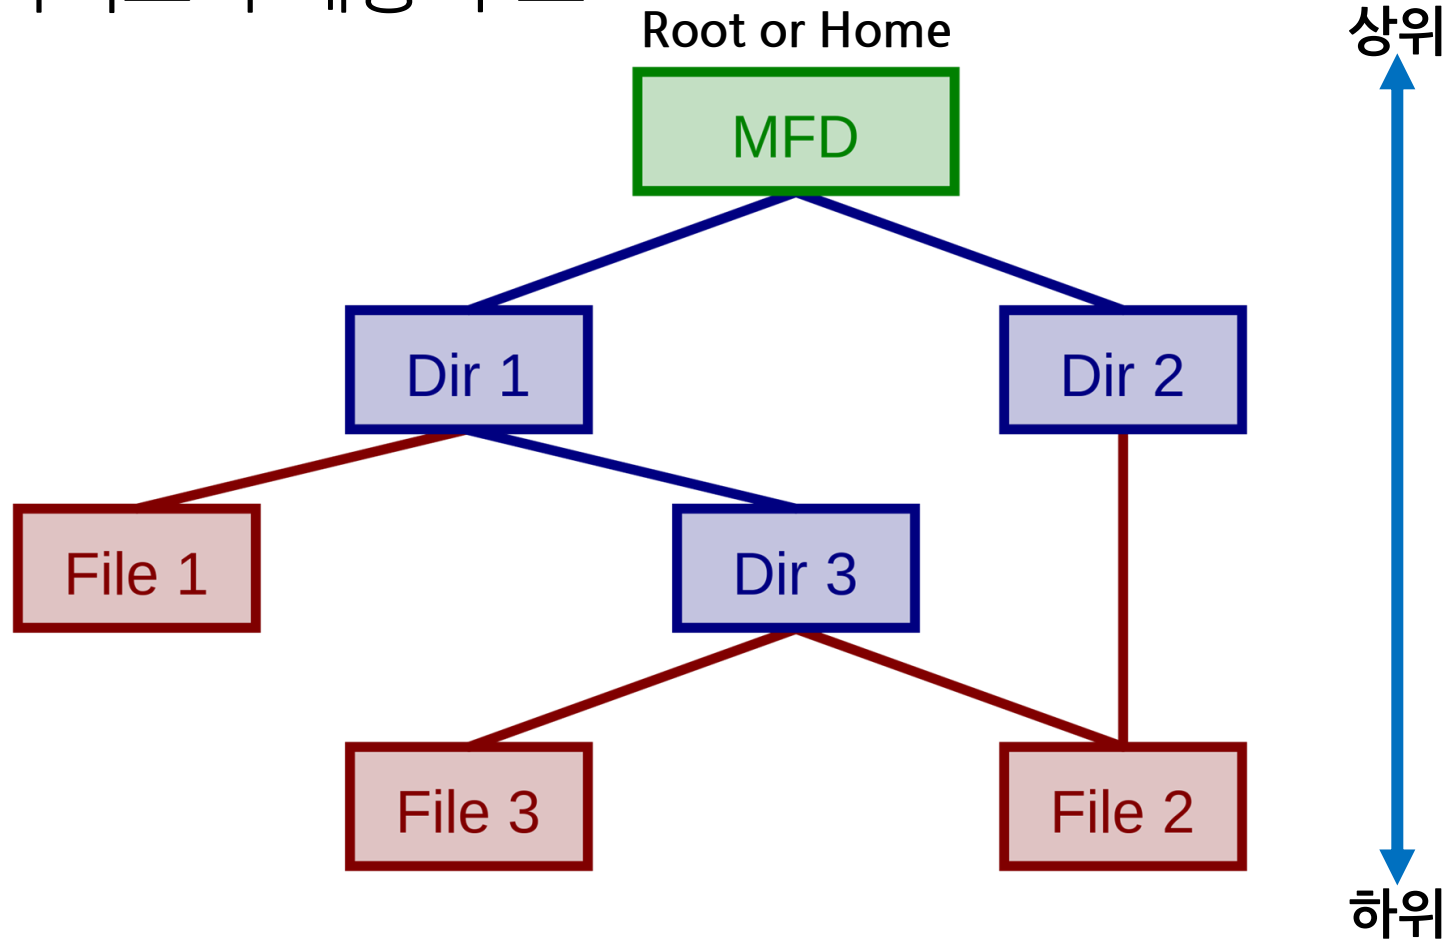 Root or Home
상위
MFD
Dir 1
Dir 2
File 1
Dir 3
File 3
File 2
하위